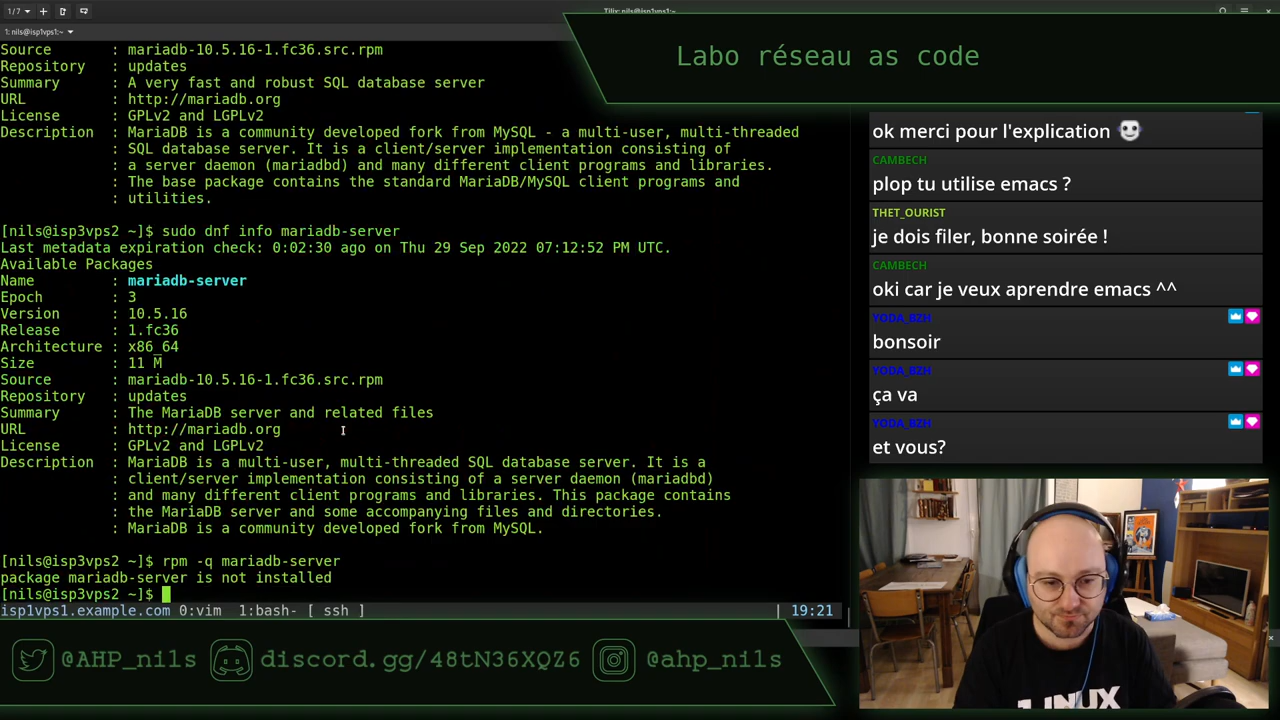 1/7
Tilix: nils@isp1vps1:~
1: nils@isp1vps1:~
Source        : mariadb-10.5.16-1.fc36.src.rpm
Repository   : updates
Summary      : A very fast and robust SQL database server
URL          : http://mariadb.org
License      : GPLv2 and LGPLv2
Description  : MariaDB is a community developed fork from MySQL - a multi-user, multi-threaded
             : SQL database server. It is a client/server implementation consisting of
             : a server daemon (mariadbd) and many different client programs and libraries.
             : The base package contains the standard MariaDB/MySQL client programs and
             : utilities.
[nils@isp3vps2 ~]$ sudo dnf info mariadb-server
Last metadata expiration check: 0:02:30 ago on Thu 29 Sep 2022 07:12:52 PM UTC.
Available Packages
Name         : mariadb-server
Epoch        : 3
Version      : 10.5.16
Release      : 1.fc36
Architecture : x86_64
Size         : 11 M
Source       : mariadb-10.5.16-1.fc36.src.rpm
Repository   : updates
Summary      : The MariaDB server and related files
URL          : http://mariadb.org
License      : GPLv2 and LGPLv2
Description  : MariaDB is a multi-user, multi-threaded SQL database server. It is a
             : client/server implementation consisting of a server daemon (mariadbd)
             : and many different client programs and libraries. This package contains
             : the MariaDB server and some accompanying files and directories.
             : MariaDB is a community developed fork from MySQL.
[nils@isp3vps2 ~]$ rpm -q mariadb-server
package mariadb-server is not installed
[nils@isp3vps2 ~]$
isp1vps1.example.com 0:vim  1:bash- [ ssh ] | 19:21
Labo réseau as code
ok merci pour l'explication
CAMBECH
plop tu utilise emacs ?
THET_OURIST
je dois filer, bonne soirée !
CAMBECH
oki car je veux aprendre emacs ^^
YODA_BZH
bonsoir
YODA_BZH
ça va
YODA_BZH
et vous?
LINUX
@AHP_nils discord.gg/48tN36XQZ6 @ahp_nils